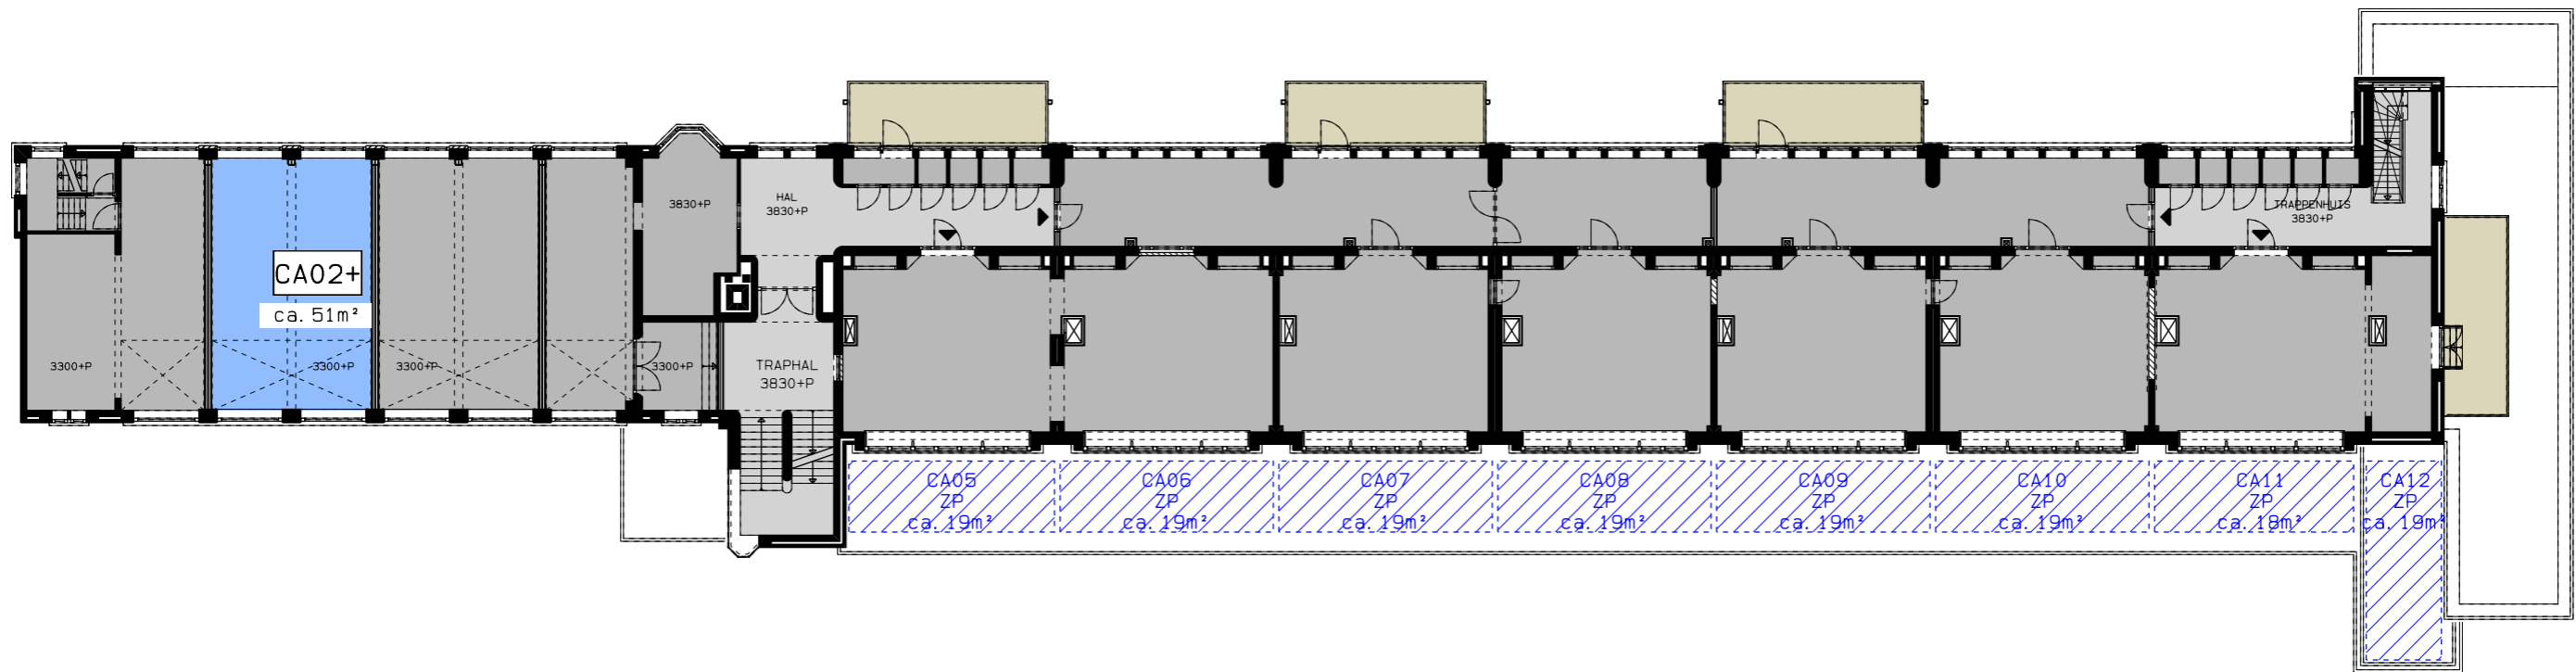 3830+P
HAL
3830+P
TRAPPENHUIS
3830+P
CA02+
ca. 51m²
3300+P
3300+P
3300+P
3300+P
TRAPHAL
3830+P
CA05
ZP
ca. 19m²
CA06
ZP
ca. 19m²
CA07
ZP
ca. 19m²
CA08
ZP
ca. 19m²
CA09
ZP
ca. 19m²
CA10
ZP
ca. 19m²
CA11
ZP
ca. 18m²
CA12
ZP
ca. 19m²